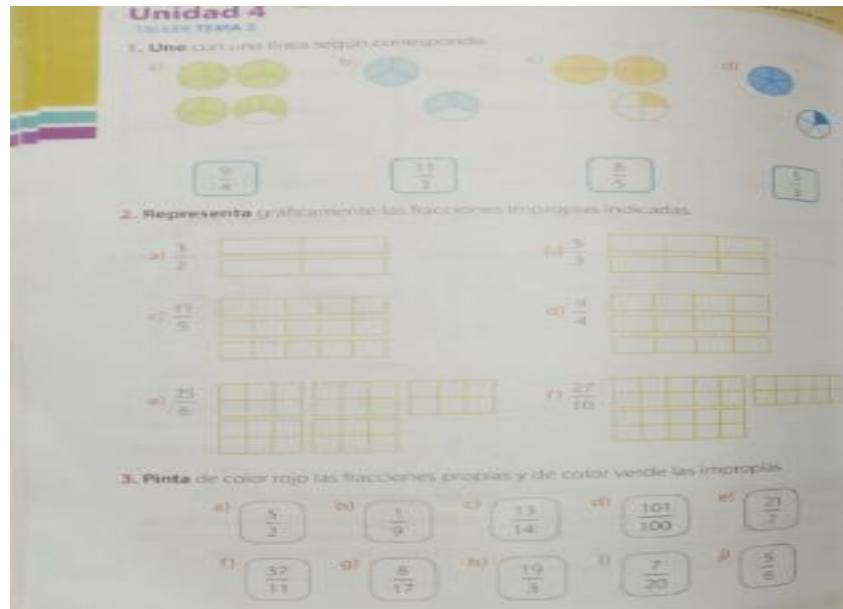 Unidad 4
TALLER TEMA 3
1. Une con una línea según corresponda.
a) b) c) d)
9/4 11/3 8/5
2. Representa gráficamente las fracciones impropias indicadas.
a) 3/2 b) 5/3
c) 11/5 d) 9/4
e) 25/6 f) 27/10
3. Pinta de color rojo las fracciones propias y de color verde las impropias
a) 5/2 b) 1/9 c) 13/14 d) 101/100 e) 21/2
f) 37/11 g) 8/17 h) 19/3 i) 7/20 j) 5/6